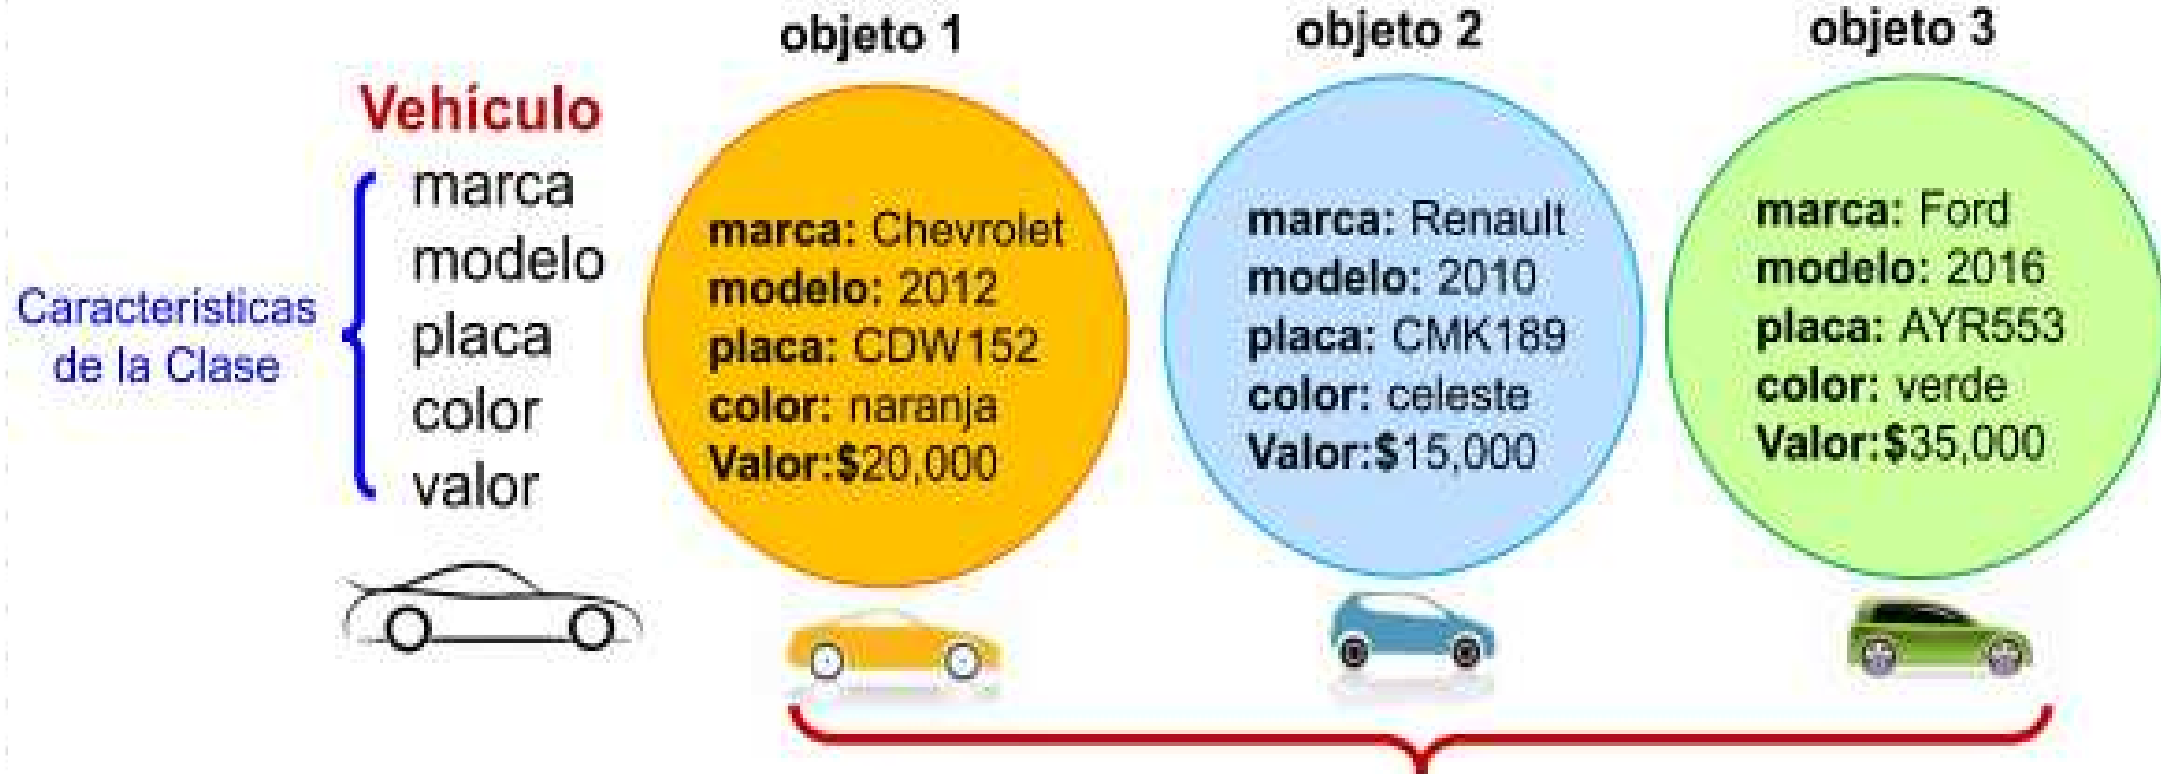 Vehículo
marca
modelo
placa
color
valor
Características
de la Clase
objeto 1
marca: Chevrolet
modelo: 2012
placa: CDW152
color: naranja
Valor:$20,000
objeto 2
marca: Renault
modelo: 2010
placa: CMK189
color: celeste
Valor:$15,000
objeto 3
marca: Ford
modelo: 2016
placa: AYR553
color: verde
Valor:$35,000